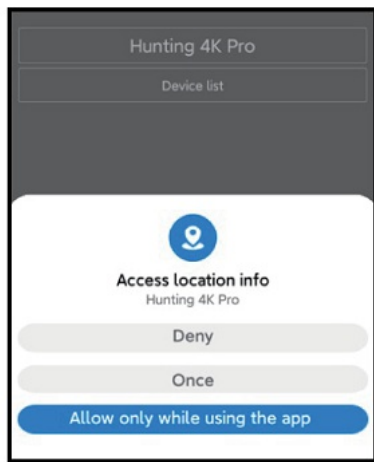 Hunting 4K Pro
Device list
Access location info
Hunting 4K Pro
Deny
Once
Allow only while using the app